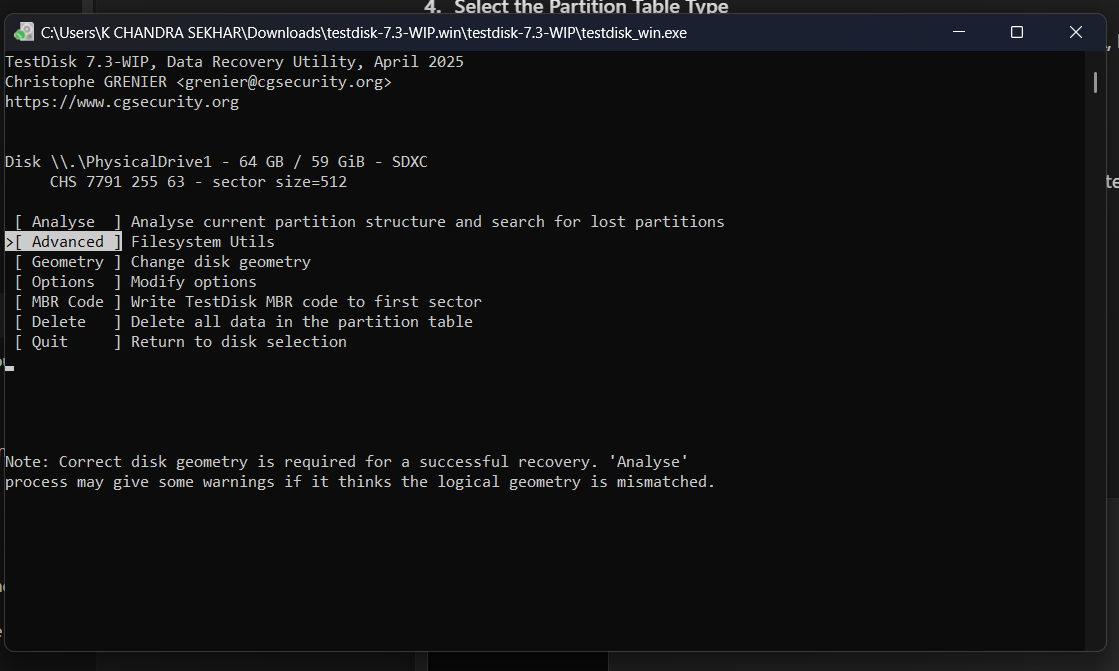 4. Select the Partition Table Type
C:\Users\K CHANDRA SEKHAR\Downloads\testdisk-7.3-WIP.win\testdisk-7.3-WIP\testdisk_win.exe
TestDisk 7.3-WIP, Data Recovery Utility, April 2025
Christophe GRENIER <grenier@cgsecurity.org>
https://www.cgsecurity.org
Disk \\.\PhysicalDrive1 - 64 GB / 59 GiB - SDXC
CHS 7791 255 63 - sector size=512
[ Analyse  ] Analyse current partition structure and search for lost partitions
>[ Advanced ] Filesystem Utils
[ Geometry ] Change disk geometry
[ Options  ] Modify options
[ MBR Code ] Write TestDisk MBR code to first sector
[ Delete   ] Delete all data in the partition table
[ Quit     ] Return to disk selection
Note: Correct disk geometry is required for a successful recovery. 'Analyse'
process may give some warnings if it thinks the logical geometry is mismatched.